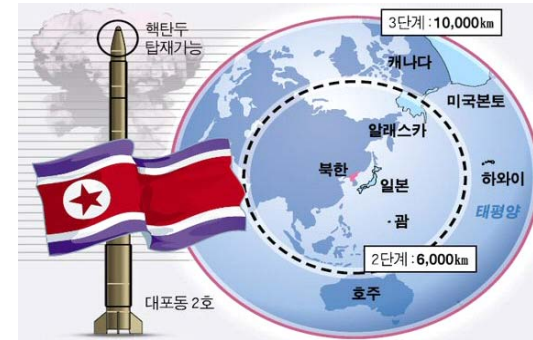 핵탄두
탑재가능
3단계 : 10,000km
캐나다
미국본토
알래스카
북한
일본
하와이
괌
태평양
2단계 : 6,000km
호주
대포동 2호